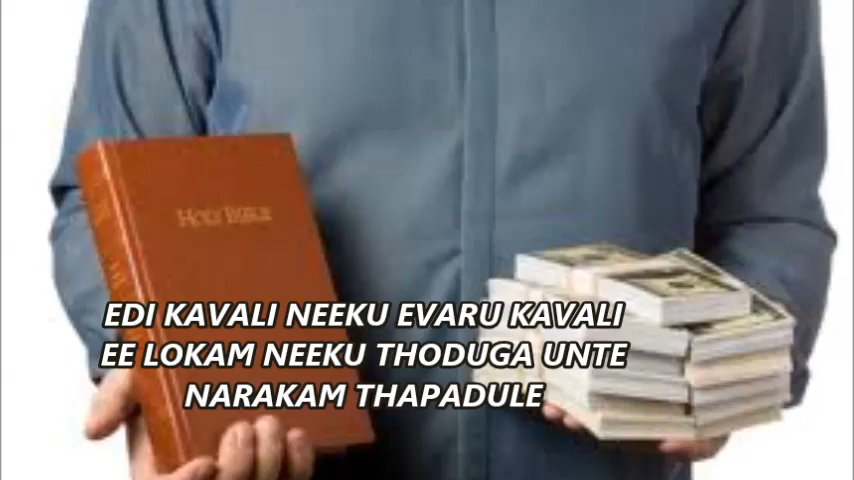 HOLY BIBLE
EDI KAVALI NEEKU EVARU KAVALI
EE LOKAM NEEKU THODUGA UNTE
NARAKAM THAPADULE